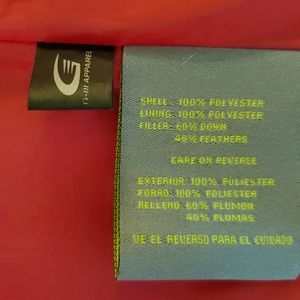 G-III APPAREL
SHELL: 100% POLYESTER
LINING: 100% POLYESTER
FILLER: 60% DOWN
40% FEATHERS
CARE ON REVERSE
EXTERIOR: 100% POLIESTER
FORRO: 100% POLIESTER
RELLENO: 60% PLUMON
40% PLUMAS
VE EL REVERSO PARA EL CUIDADO